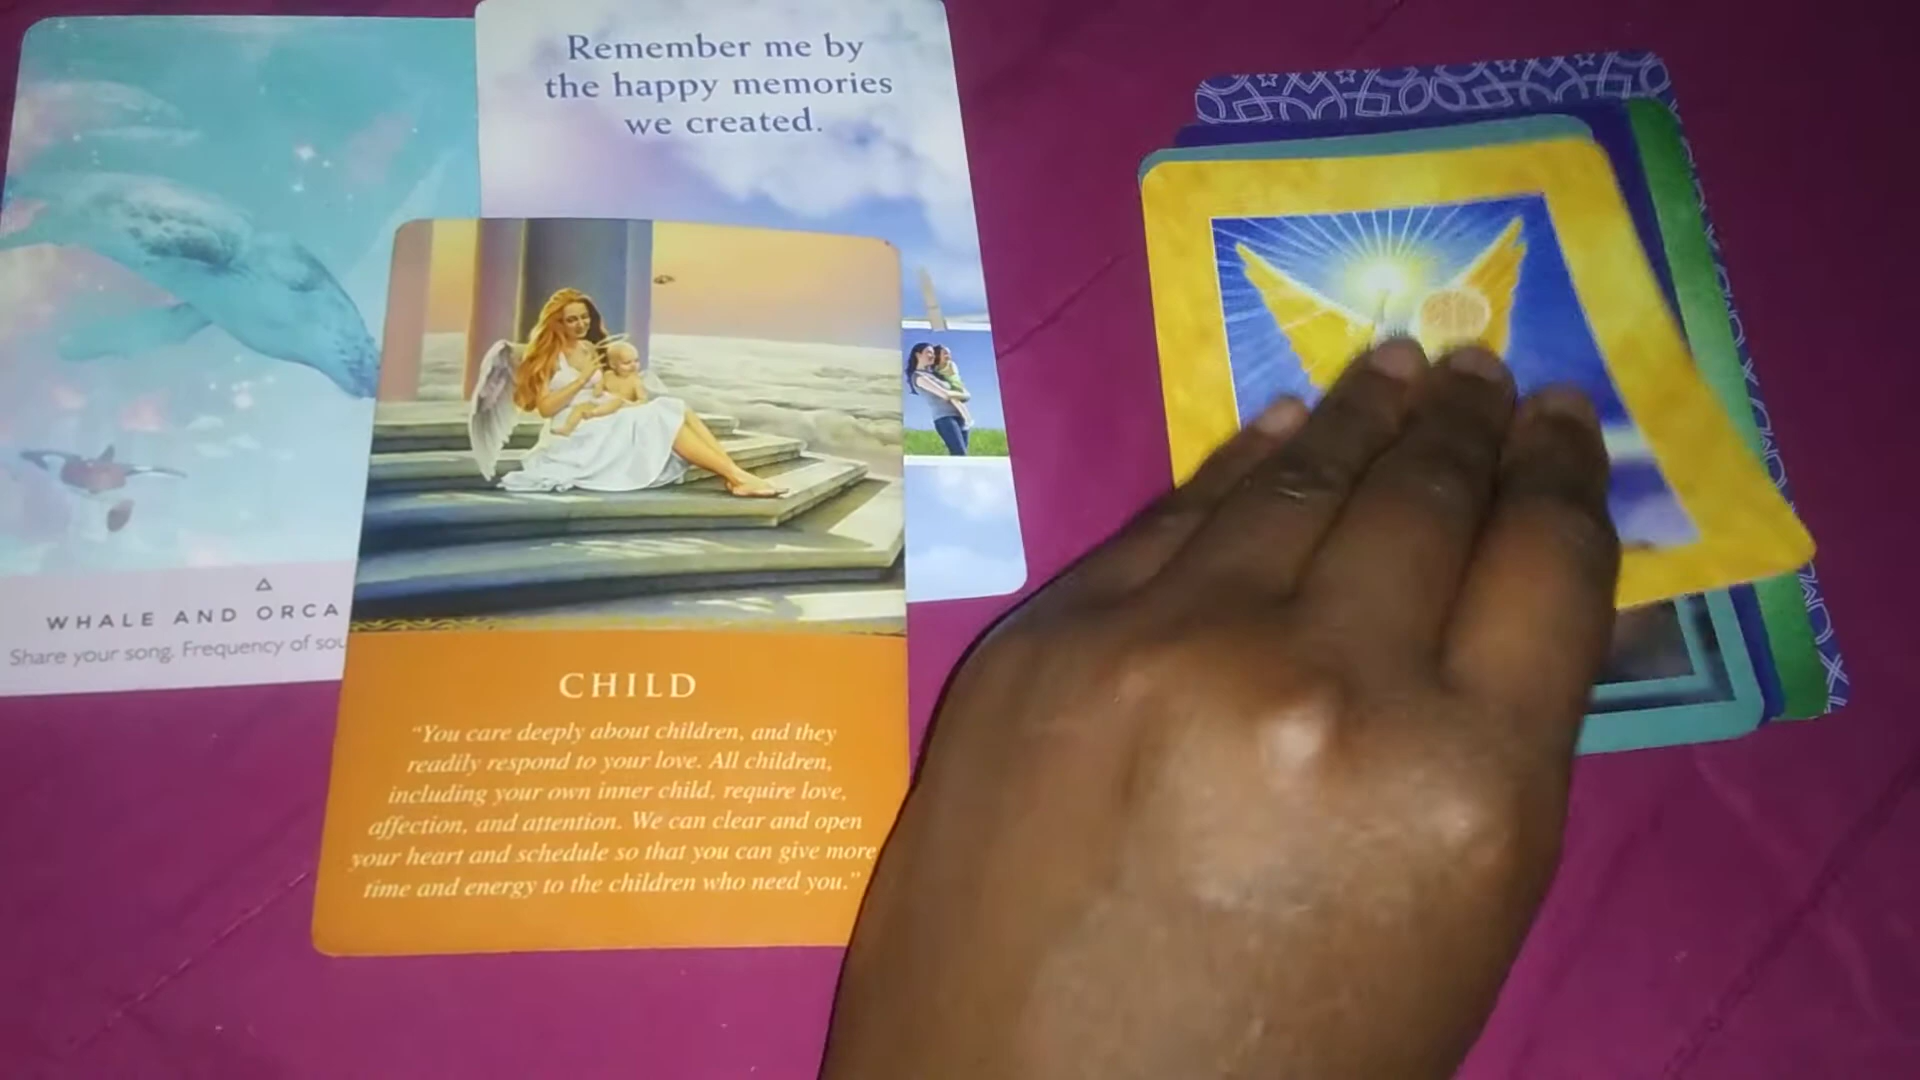 Remember me by
the happy memories
we created.
WHALE AND ORCA
Share your song. Frequency of
CHILD
"You care deeply about children, and they
readily respond to your love. All children,
including your own inner child, require love,
affection, and attention. We can clear and open
your heart and schedule so that you can give more
time and energy to the children who need you."